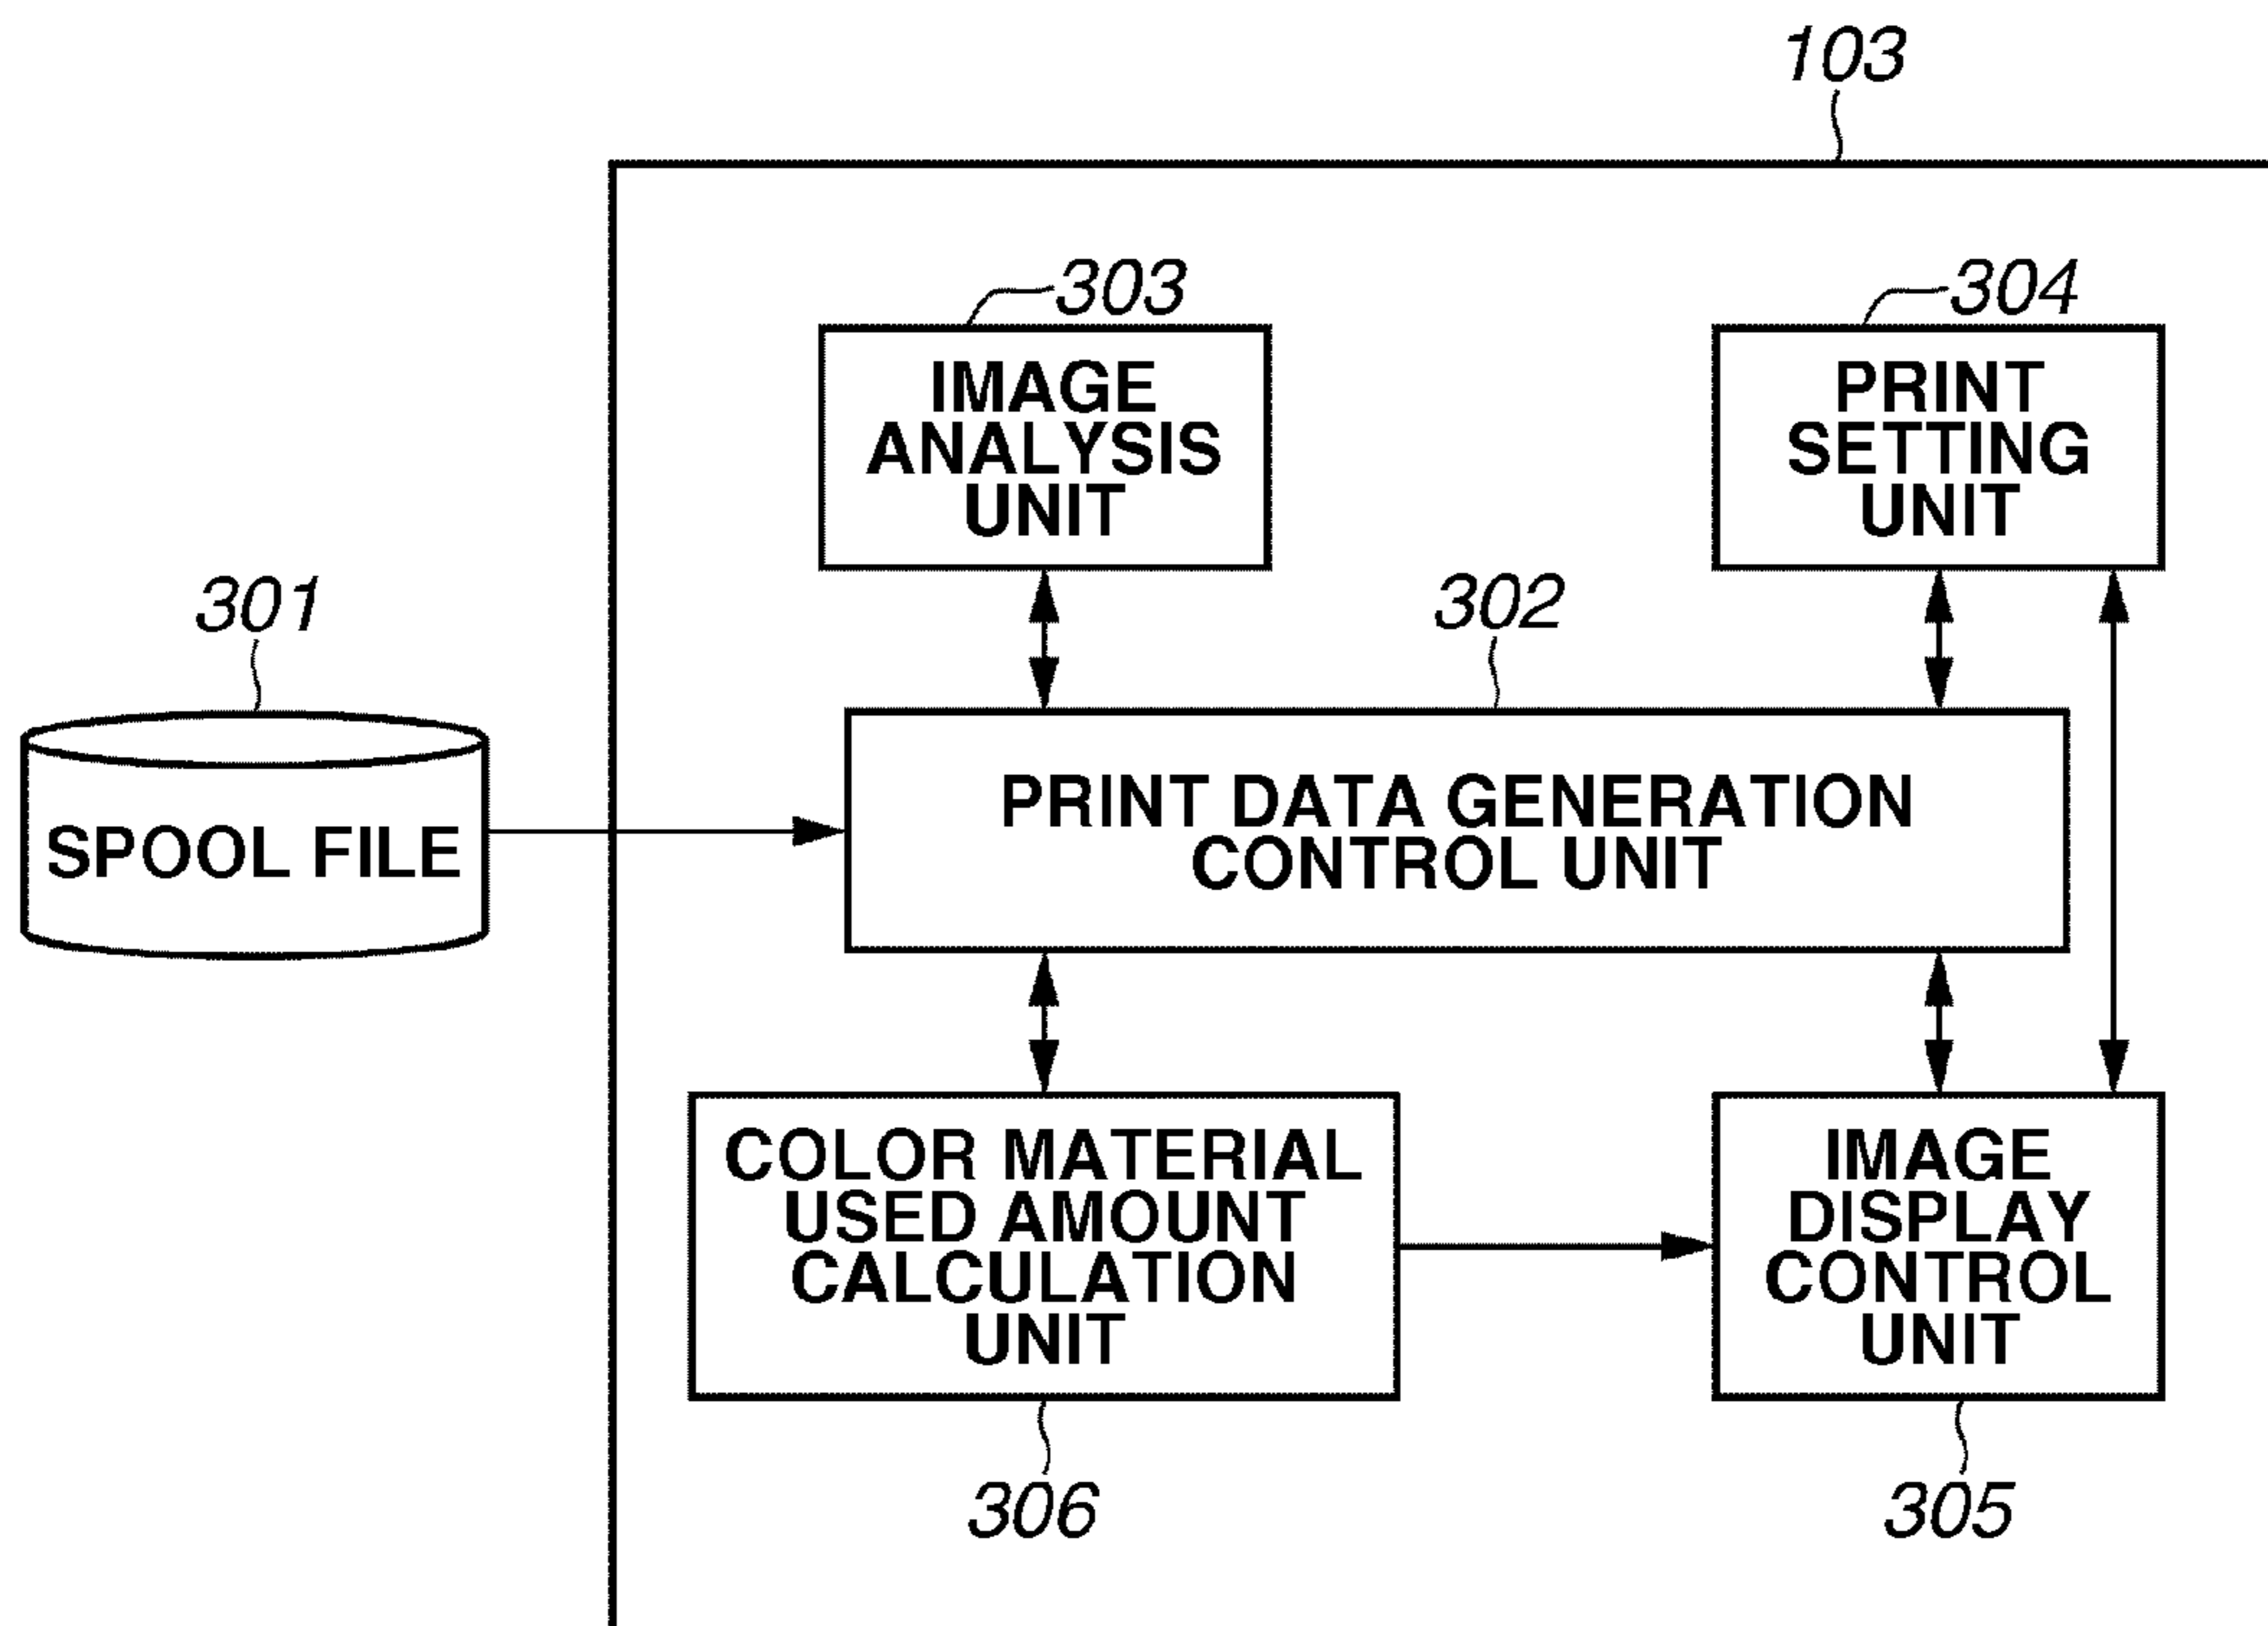 103
303
304
IMAGE
ANALYSIS
UNIT
PRINT
SETTING
UNIT
301
302
SPOOL FILE
PRINT DATA GENERATION
CONTROL UNIT
COLOR MATERIAL
USED AMOUNT
CALCULATION
UNIT
IMAGE
DISPLAY
CONTROL
UNIT
306
305